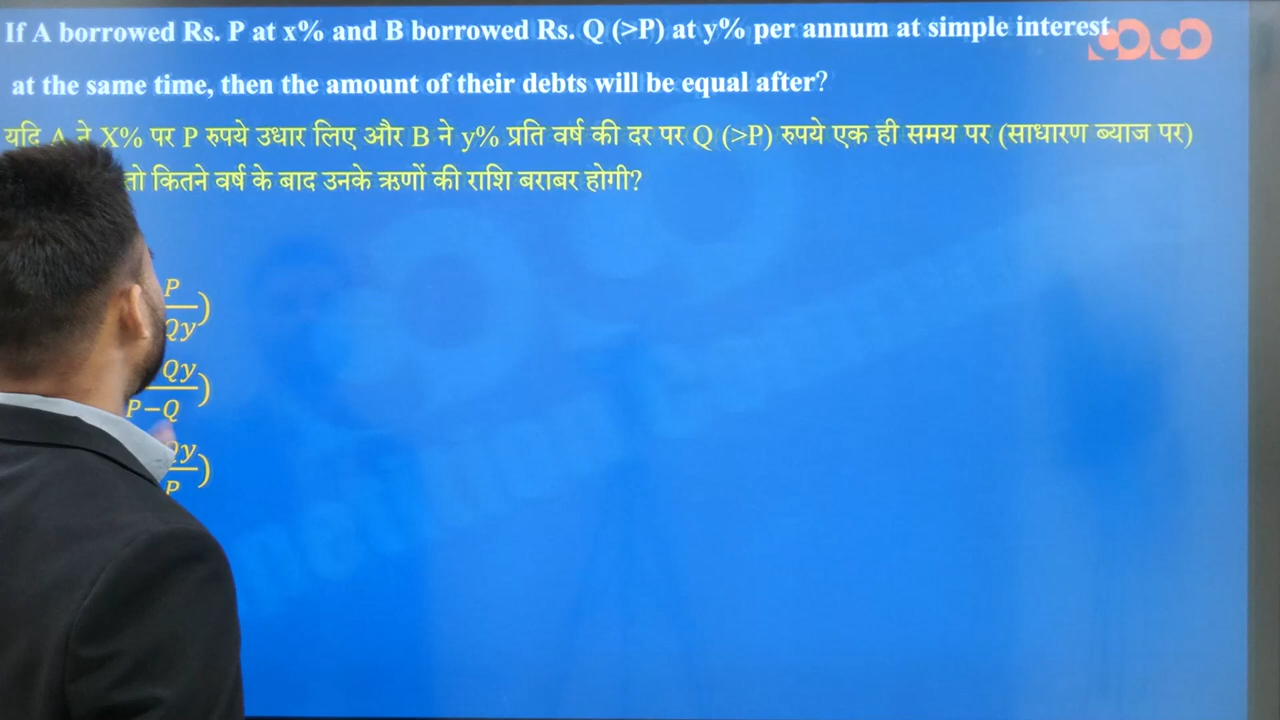 If A borrowed Rs. P at x% and B borrowed Rs. Q (>P) at y% per annum at simple interest
at the same time, then the amount of their debts will be equal after?
यदि A ने X% पर P रुपये उधार लिए और B ने y% प्रति वर्ष की दर पर Q (>P) रुपये एक ही समय पर (साधारण ब्याज पर)
तो कितने वर्ष के बाद उनके ऋणों की राशि बराबर होगी?
P
Qy)
Qy
P−Q)
y
P)